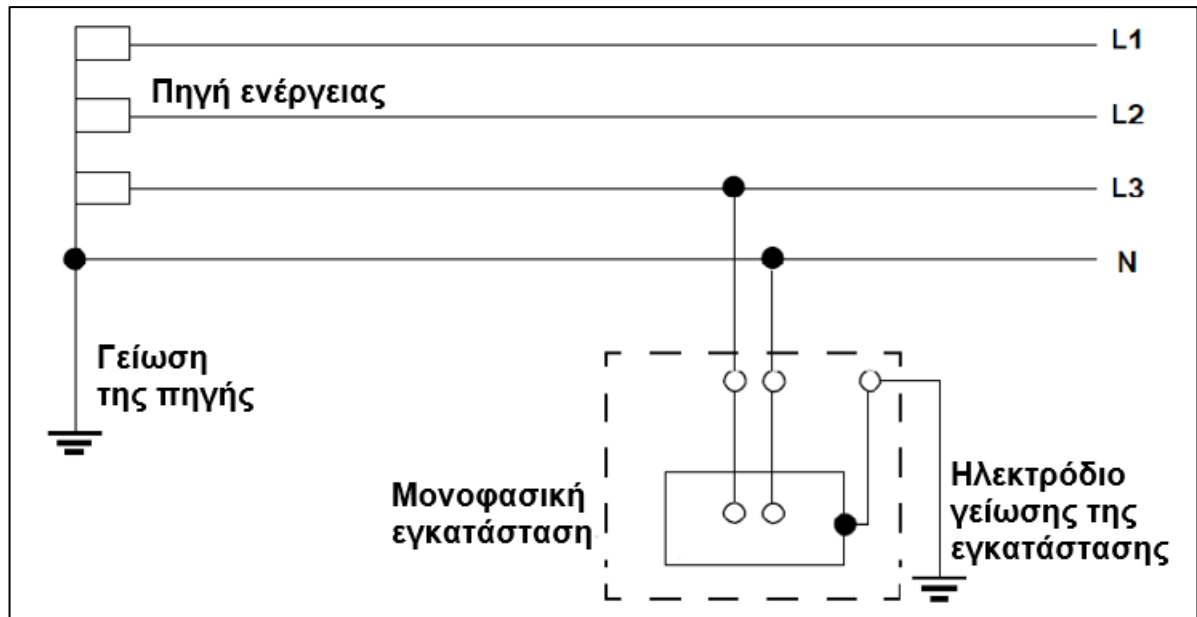 L1
Πηγή ενέργειας
L2
L3
N
Γείωση
της πηγής
Μονοφασική
εγκατάσταση
Ηλεκτρόδιο
γείωσης της
εγκατάστασης